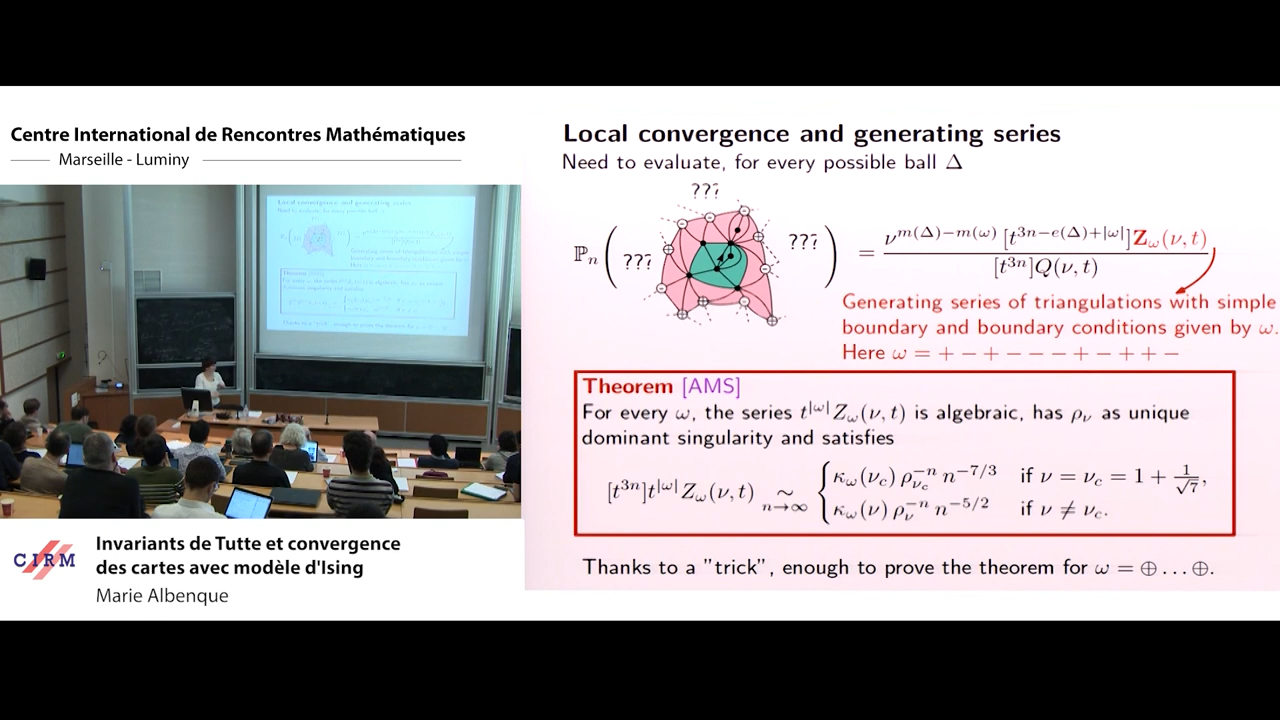 Centre International de Rencontres Mathématiques
Marseille - Luminy
CIRM
Invariants de Tutte et convergence
des cartes avec modèle d'Ising
Marie Albenque
Local convergence and generating series
Need to evaluate, for every possible ball Δ
???
ℙₙ( ??? ??? ) = ν^{m(Δ)−m(ω)} [t^{3n−e(Δ)+|ω|}]Z_ω(ν, t) / [t^{3n}]Q(ν, t)
Generating series of triangulations with simple
boundary and boundary conditions given by ω.
Here ω = + − + − − − + − + + −
Theorem [AMS]
For every ω, the series t^{|ω|}Z_ω(ν, t) is algebraic, has ρ_ν as unique
dominant singularity and satisfies
[t^{3n}]t^{|ω|}Z_ω(ν, t) ∼_{n→∞} { κ_ω(ν_c) ρ_{ν_c}^{−n} n^{−7/3} if ν = ν_c = 1 + 1/√7,
κ_ω(ν) ρ_ν^{−n} n^{−5/2} if ν ≠ ν_c.
Thanks to a "trick", enough to prove the theorem for ω = ⊕ . . . ⊕.